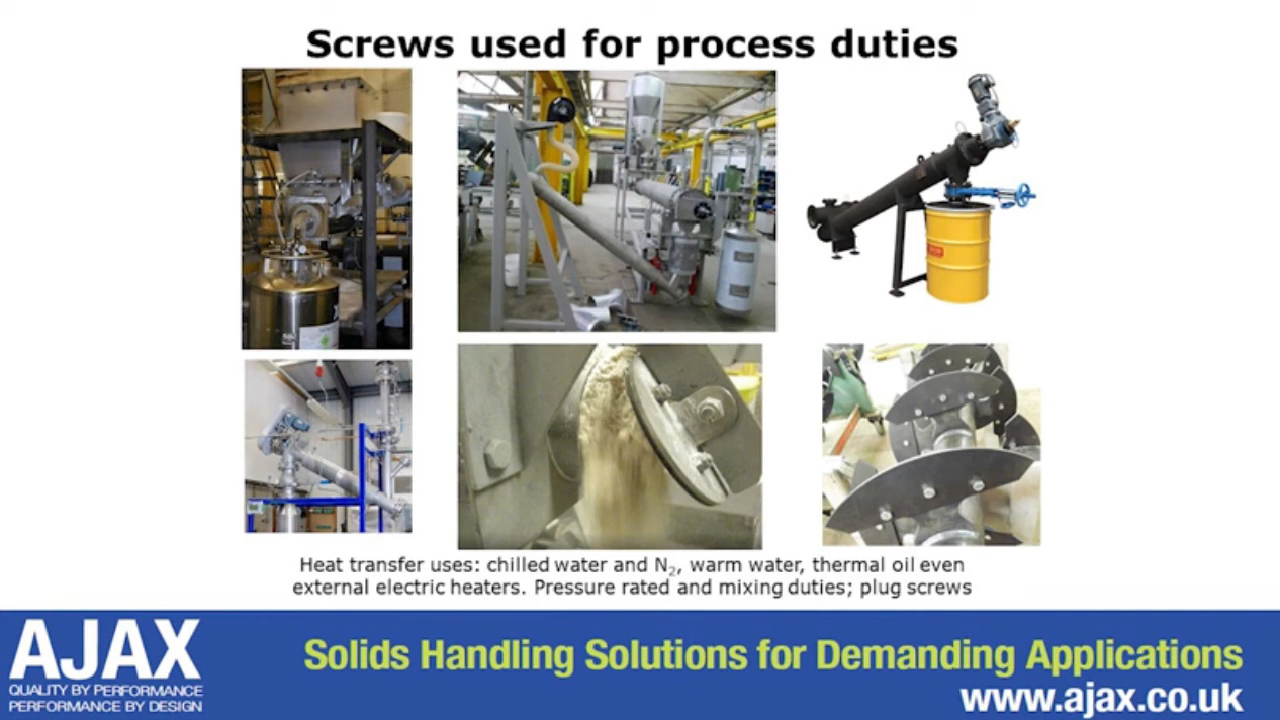 Screws used for process duties
Heat transfer uses: chilled water and N₂, warm water, thermal oil even
external electric heaters. Pressure rated and mixing duties; plug screws
AJAX
QUALITY BY PERFORMANCE
PERFORMANCE BY DESIGN
Solids Handling Solutions for Demanding Applications
www.ajax.co.uk